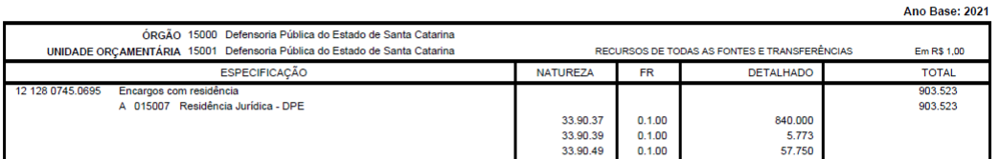 Ano Base: 2021
ÓRGÃO 15000 Defensoria Pública do Estado de Santa Catarina
UNIDADE ORÇAMENTÁRIA 15001 Defensoria Pública do Estado de Santa Catarina RECURSOS DE TODAS AS FONTES E TRANSFERÊNCIAS Em R$ 1,00
ESPECIFICAÇÃO NATUREZA FR DETALHADO TOTAL
12 128 0745.0695 Encargos com residência 903.523
A 015007 Residência Jurídica - DPE 903.523
33.90.37 0.1.00 840.000
33.90.39 0.1.00 5.773
33.90.49 0.1.00 57.750